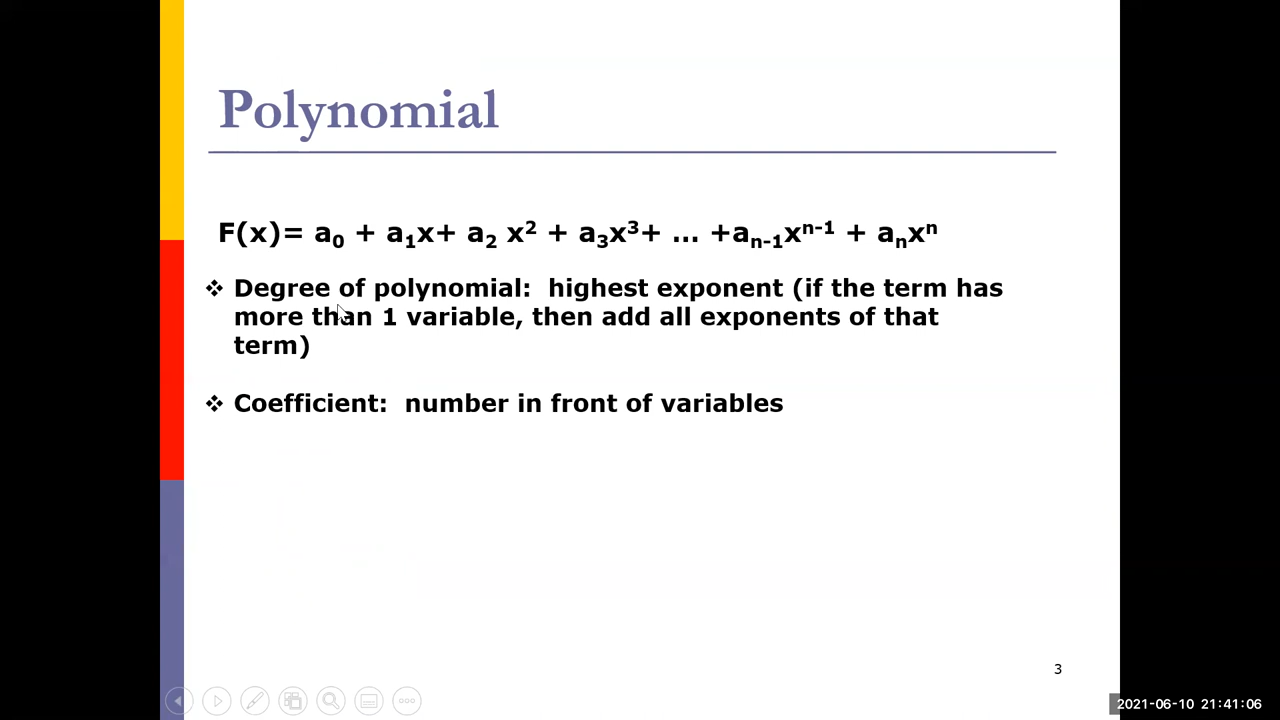 Polynomial
F(x)= a₀ + a₁x+ a₂ x² + a₃x³+ ... +aₙ₋₁xⁿ⁻¹ + aₙxⁿ
❖ Degree of polynomial:  highest exponent (if the term has
more than 1 variable, then add all exponents of that
term)
❖ Coefficient:  number in front of variables
3
2021-06-10 21:41:06